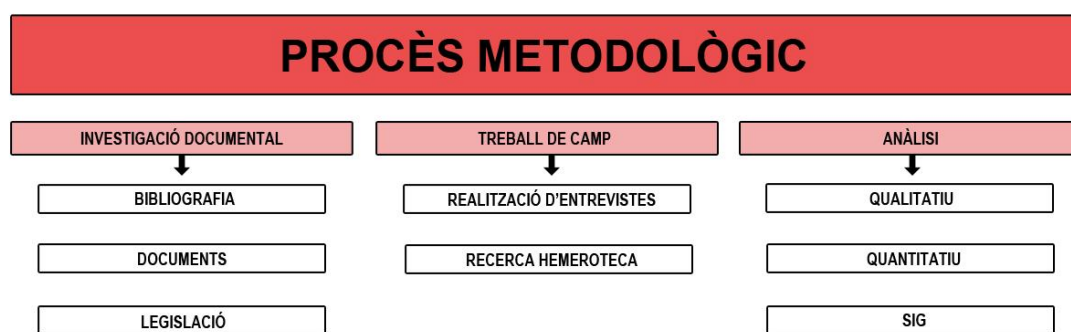 PROCÈS METODOLÒGIC
INVESTIGACIÓ DOCUMENTAL
BIBLIOGRAFIA
DOCUMENTS
LEGISLACIÓ
TREBALL DE CAMP
REALITZACIÓ D'ENTREVISTES
RECERCA HEMEROTECA
ANÀLISI
QUALITATIU
QUANTITATIU
SIG